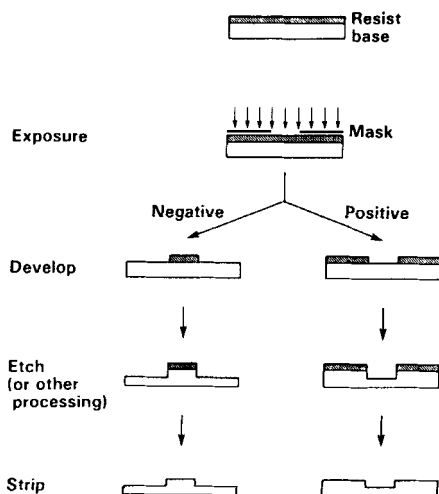 Resist
base
Exposure
Mask
Negative
Positive
Develop
Etch
(or other
processing)
Strip